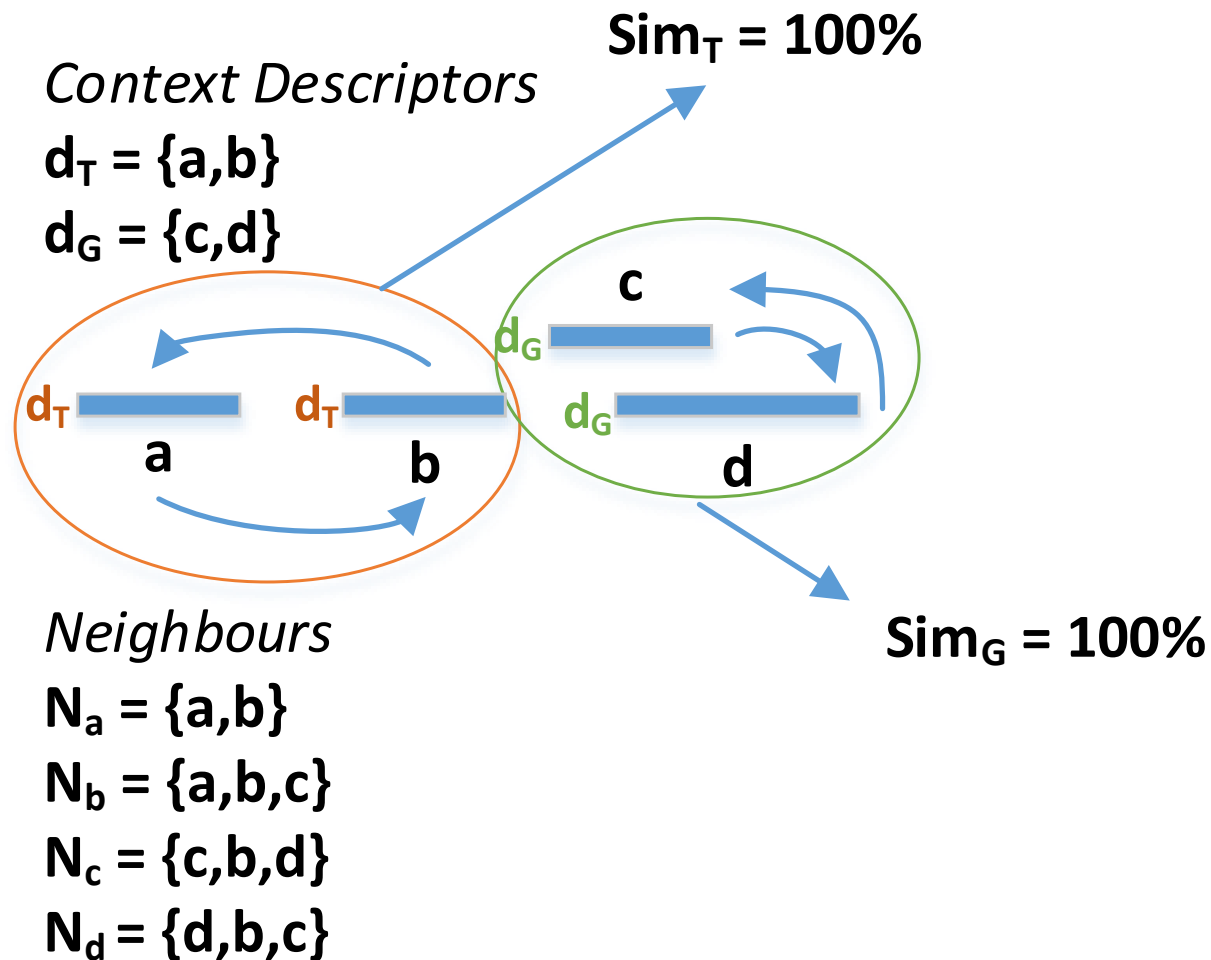 Sim_T = 100%
Context Descriptors
d_T = {a,b}
d_G = {c,d}
c
d_G
d_T
d_T
d_G
a
b
d
Neighbours
Sim_G = 100%
N_a = {a,b}
N_b = {a,b,c}
N_c = {c,b,d}
N_d = {d,b,c}